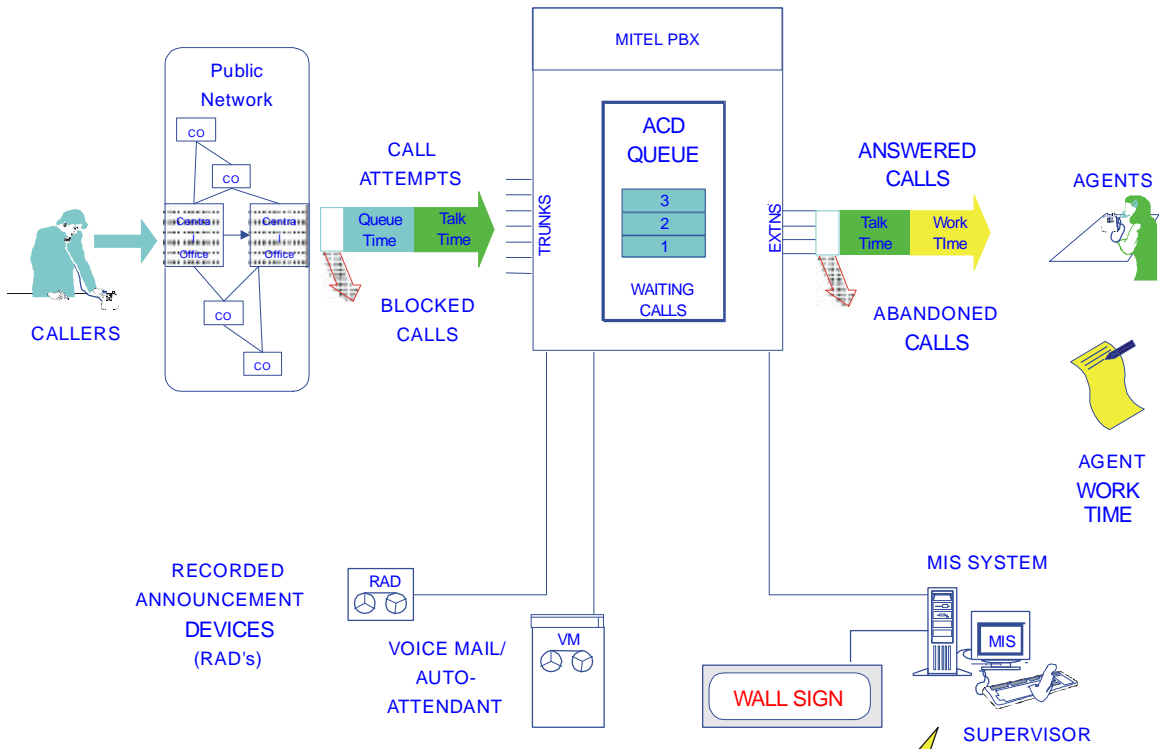 MITEL PBX
Public
Network
CO
CO
Centra
l
Office
Centra
l
Office
CO
CO
CALLERS
CALL
ATTEMPTS
Queue
Time
Talk
Time
BLOCKED
CALLS
TRUNKS
ACD
QUEUE
3
2
1
WAITING
CALLS
EXTNS
ANSWERED
CALLS
Talk
Time
Work
TIme
ABANDONED
CALLS
AGENTS
AGENT
WORK
TIME
RECORDED
ANNOUNCEMENT
DEVICES
(RAD's)
RAD
VOICE MAIL/
AUTO-
ATTENDANT
VM
MIS SYSTEM
MIS
WALL SIGN
SUPERVISOR